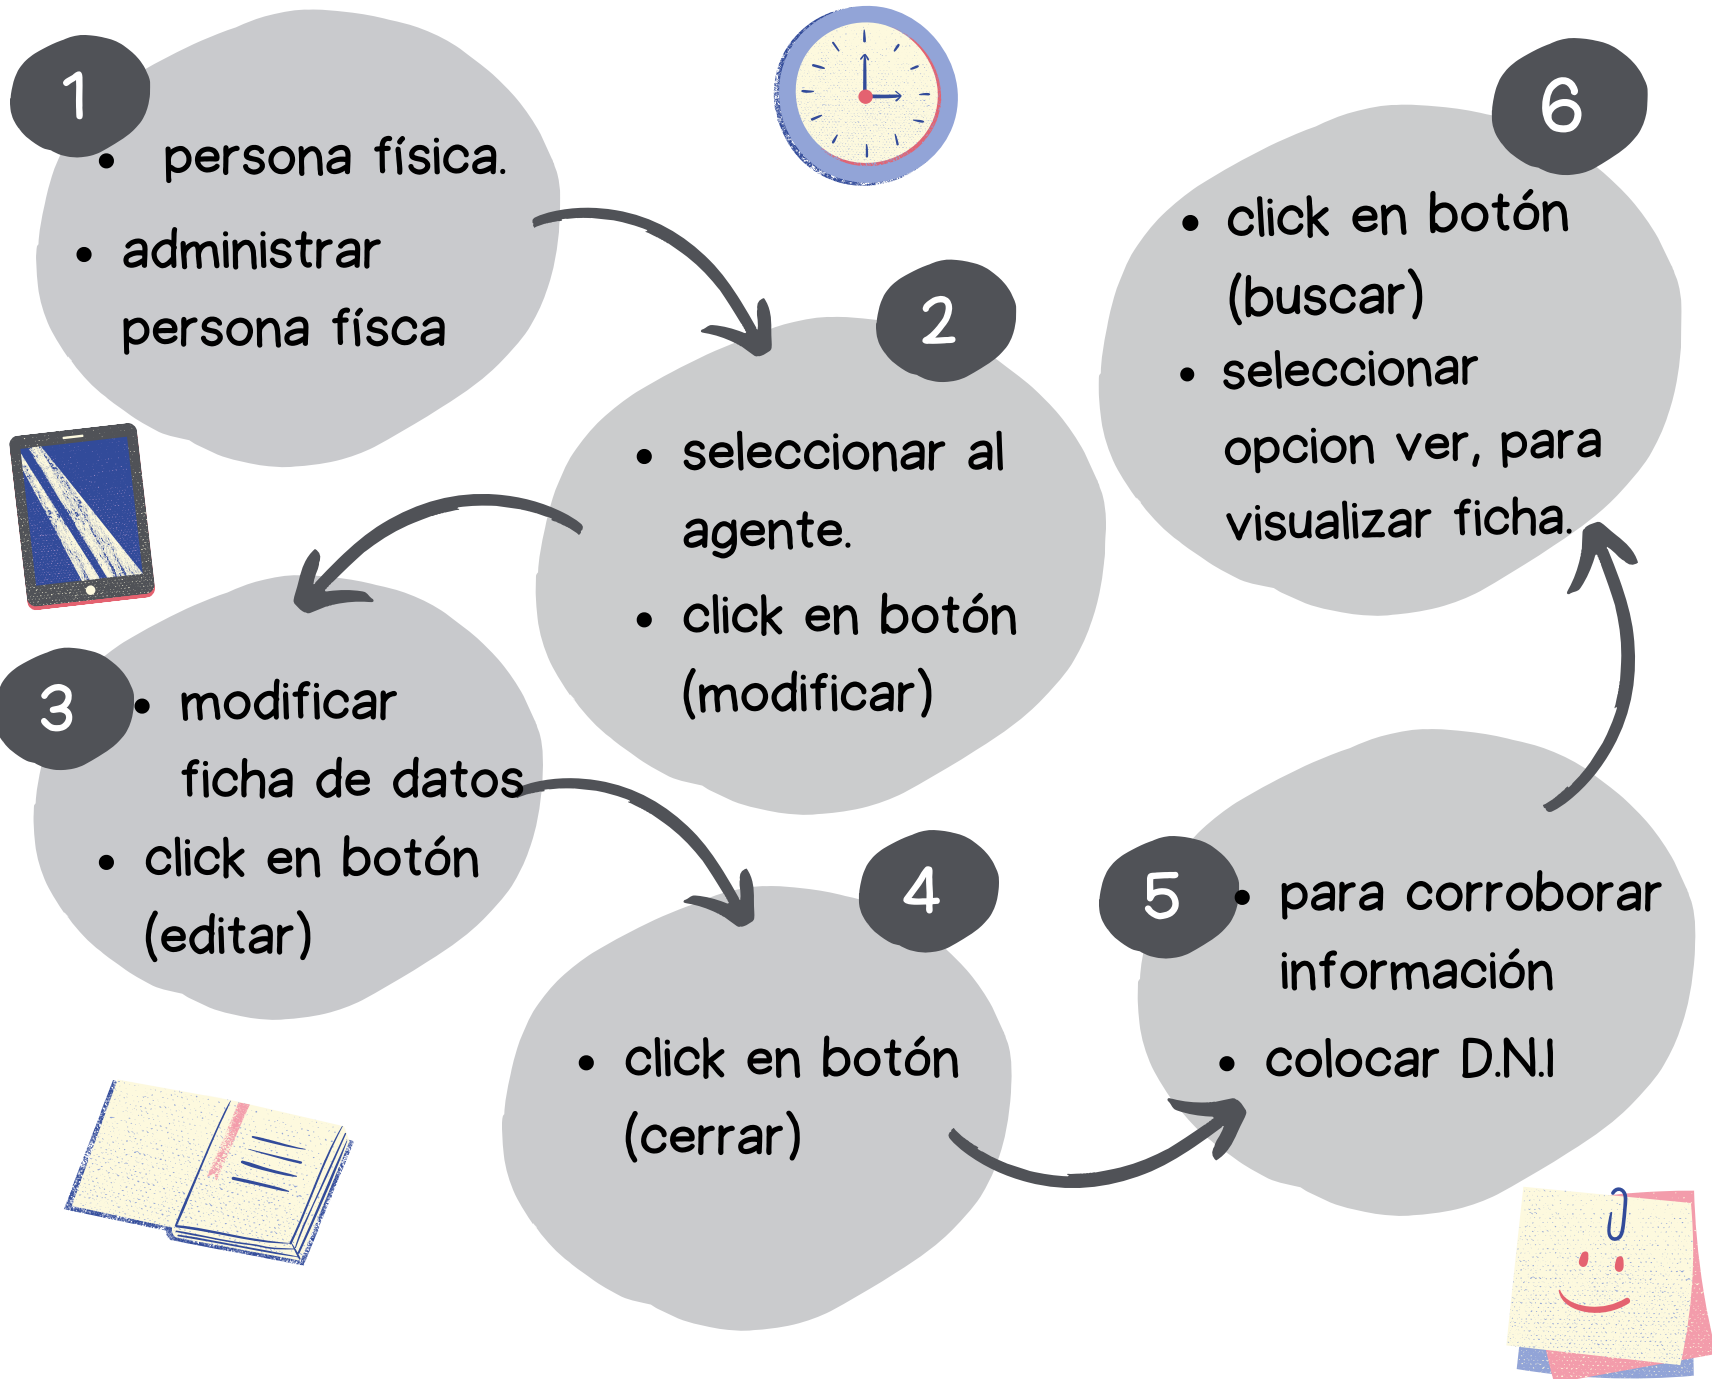 1
• persona física.
• administrar
persona físca
2
• seleccionar al
agente.
• click en botón
(modificar)
3
• modificar
ficha de datos
• click en botón
(editar)
4
• click en botón
(cerrar)
5
• para corroborar
información
• colocar D.N.I
6
• click en botón
(buscar)
• seleccionar
opcion ver, para
visualizar ficha.